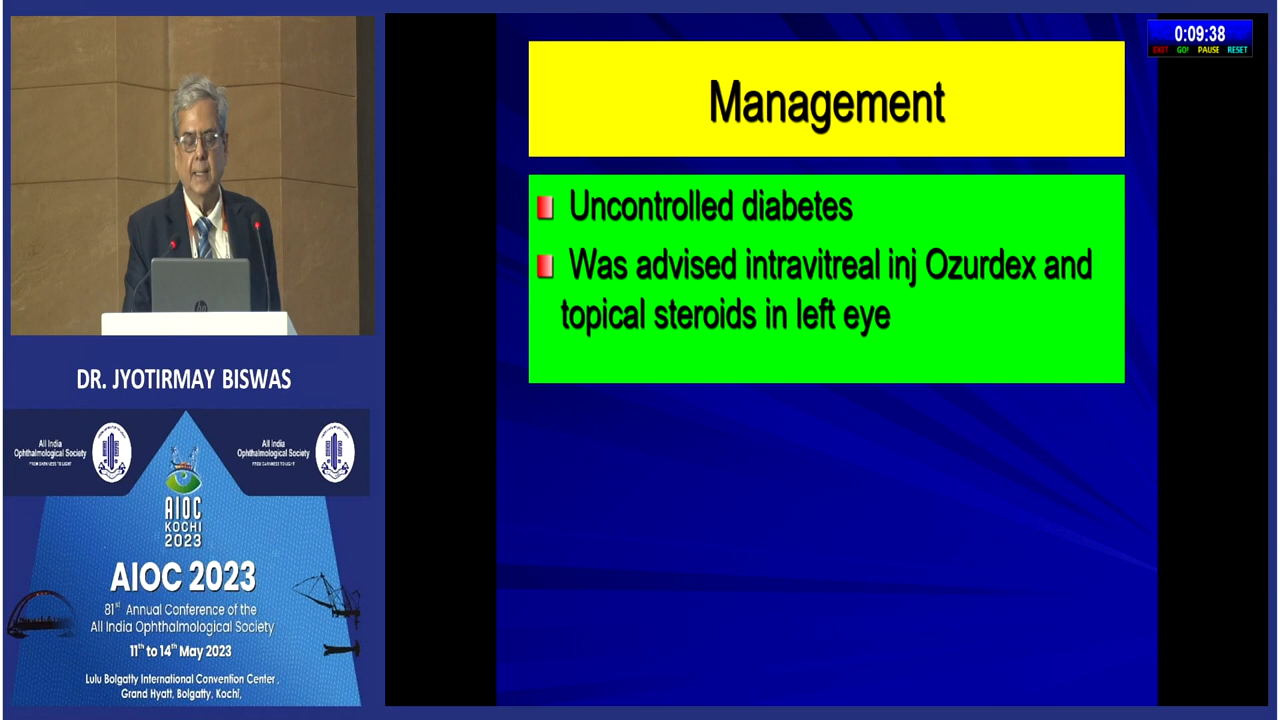 0:09:38
EXIT GO! PAUSE RESET
Management
Uncontrolled diabetes
Was advised intravitreal inj Ozurdex and
topical steroids in left eye
hp
DR. JYOTIRMAY BISWAS
All India
Ophthalmological Society
FROM DARKNESS TO LIGHT
All India
Ophthalmological Society
FROM DARKNESS TO LIGHT
AIOC
KOCHI
2023
AIOC 2023
81st Annual Conference of the
All India Ophthalmological Society
11th to 14th May 2023
Lulu Bolgatty International Convention Center,
Grand Hyatt, Bolgatty, Kochi,